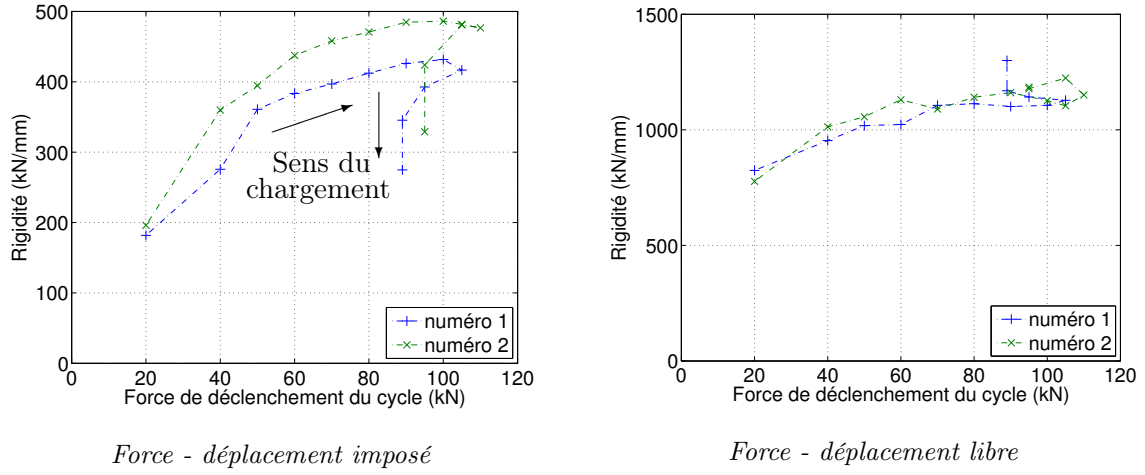 500
400
300
200
100
0
0 20 40 60 80 100 120
Rigidité (kN/mm)
Force de déclenchement du cycle (kN)
Sens du
chargement
numéro 1
numéro 2
Force - déplacement imposé
1500
1000
500
0
0 20 40 60 80 100 120
Rigidité (kN/mm)
Force de déclenchement du cycle (kN)
numéro 1
numéro 2
Force - déplacement libre